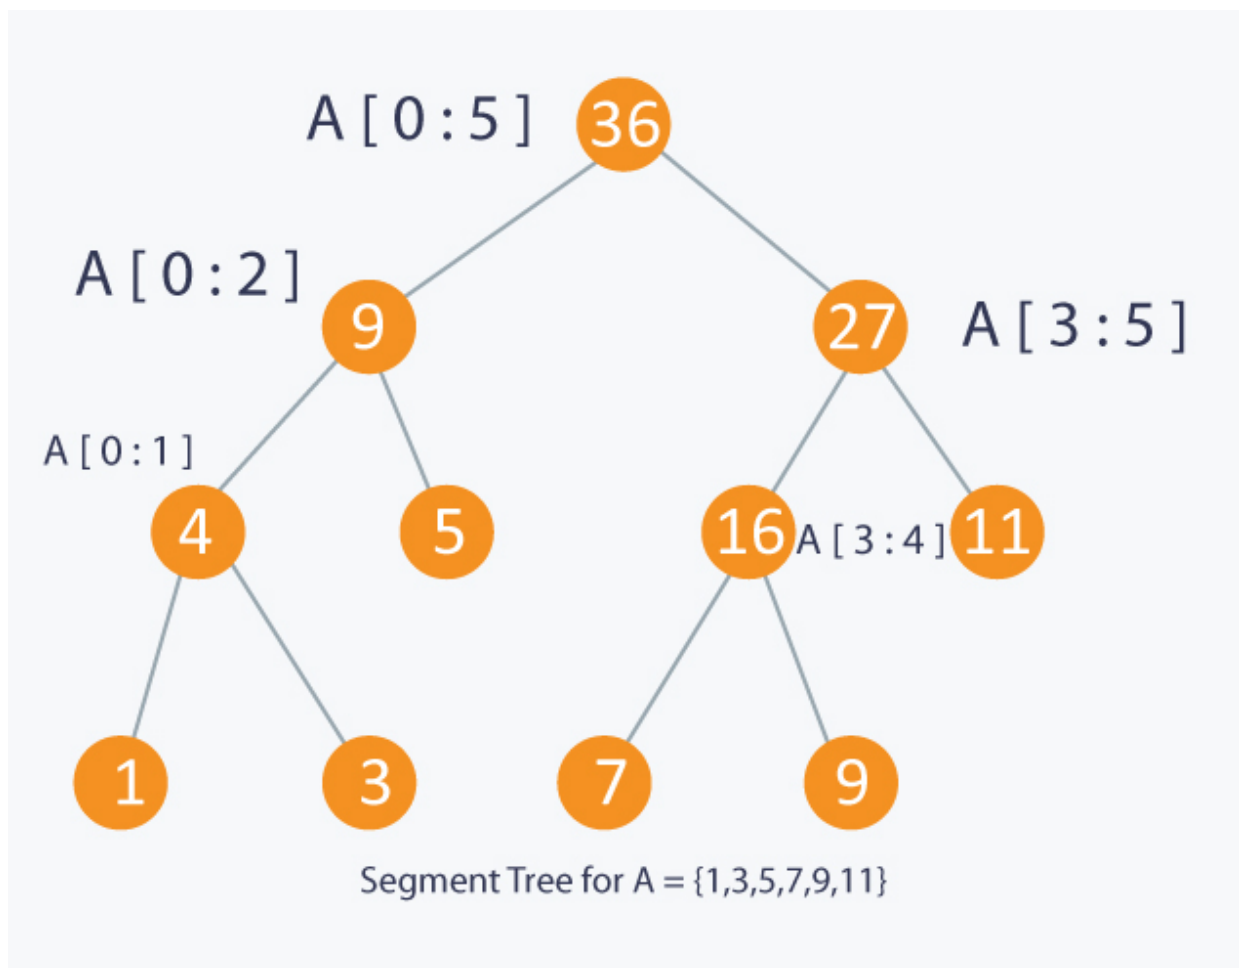 A [ 0 : 5 ] 36
A [ 0 : 2 ]
9 27 A [ 3 : 5 ]
A [ 0 : 1 ]
4 5 16 A [ 3 : 4 ] 11
1 3 7 9
Segment Tree for A = {1,3,5,7,9,11}